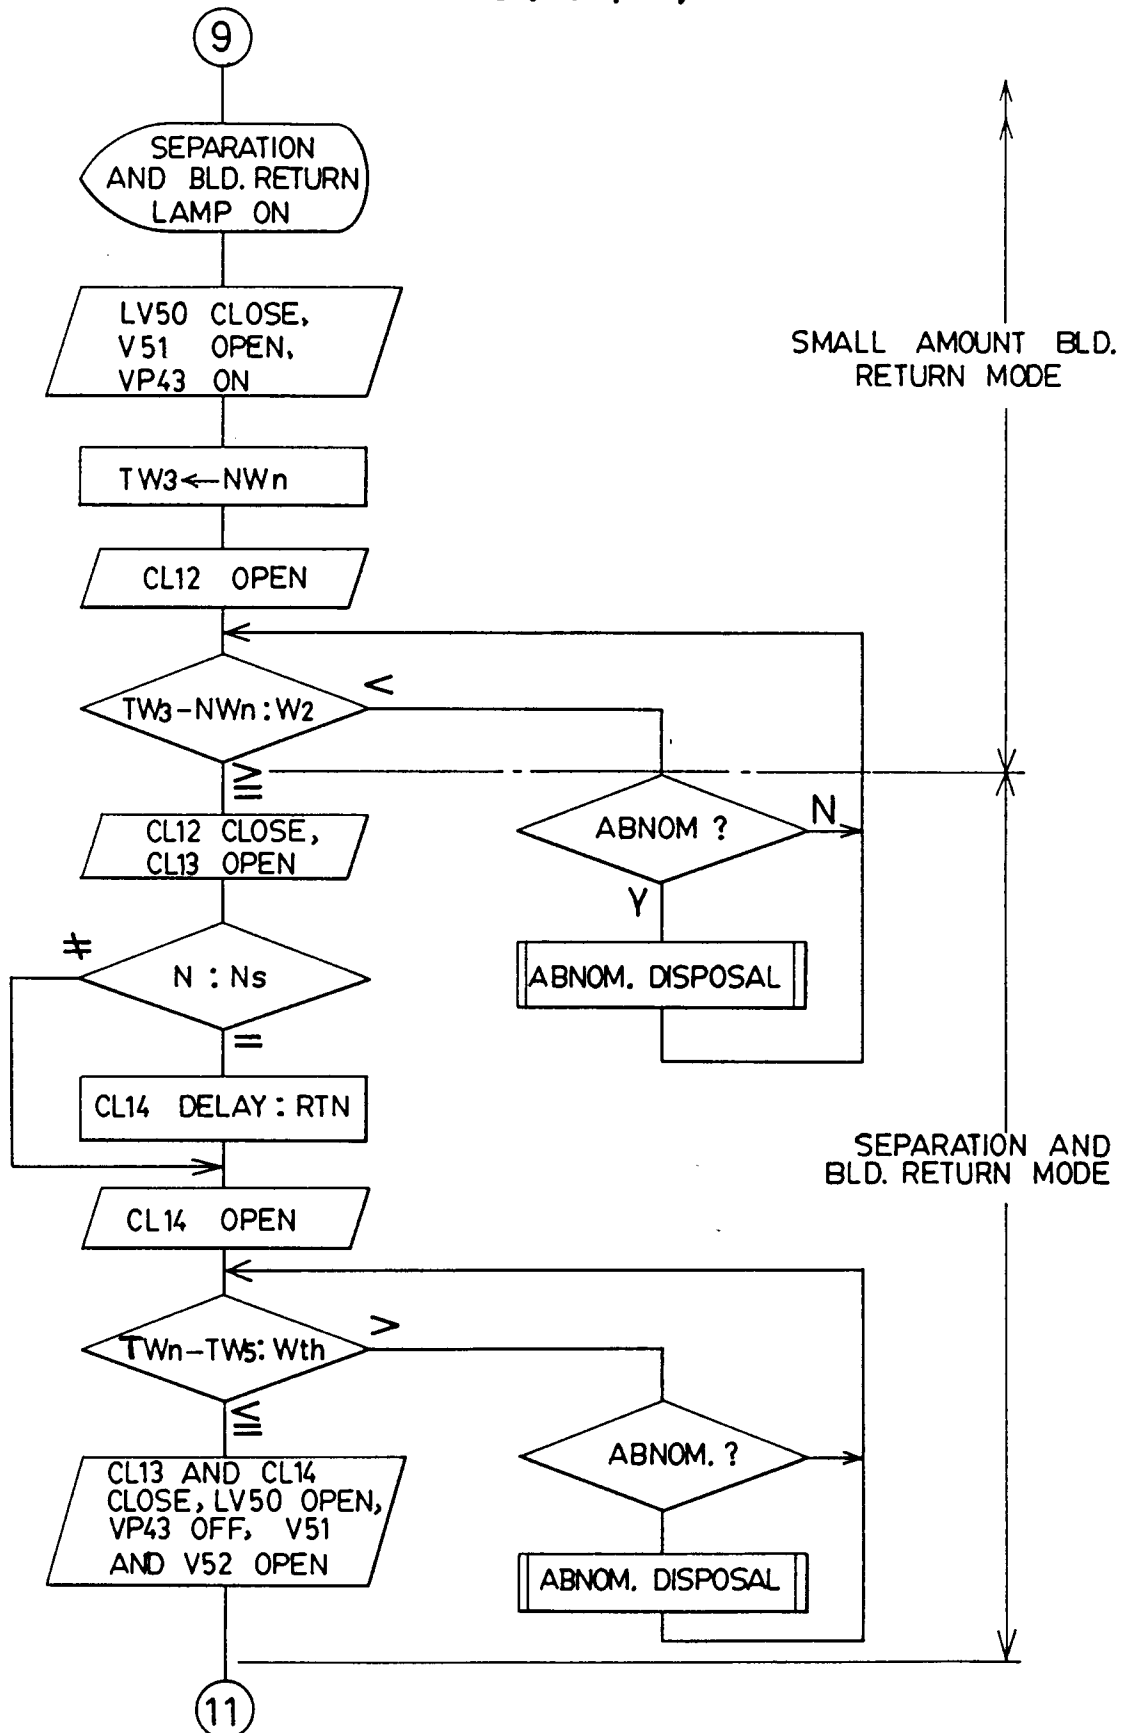 9
SEPARATION
AND BLD. RETURN
LAMP ON
LV50 CLOSE,
V51 OPEN,
VP43 ON
SMALL AMOUNT BLD.
RETURN MODE
TW3←NWn
CL12 OPEN
TW3-NWn:W2
<
≧
ABNOM ?
N
Y
CL12 CLOSE,
CL13 OPEN
ABNOM. DISPOSAL
N : Ns
≠
=
CL14 DELAY : RTN
SEPARATION AND
BLD. RETURN MODE
CL14 OPEN
TWn-TW5:Wth
>
≦
ABNOM. ?
CL13 AND CL14
CLOSE, LV50 OPEN,
VP43 OFF, V51
AND V52 OPEN
ABNOM. DISPOSAL
11